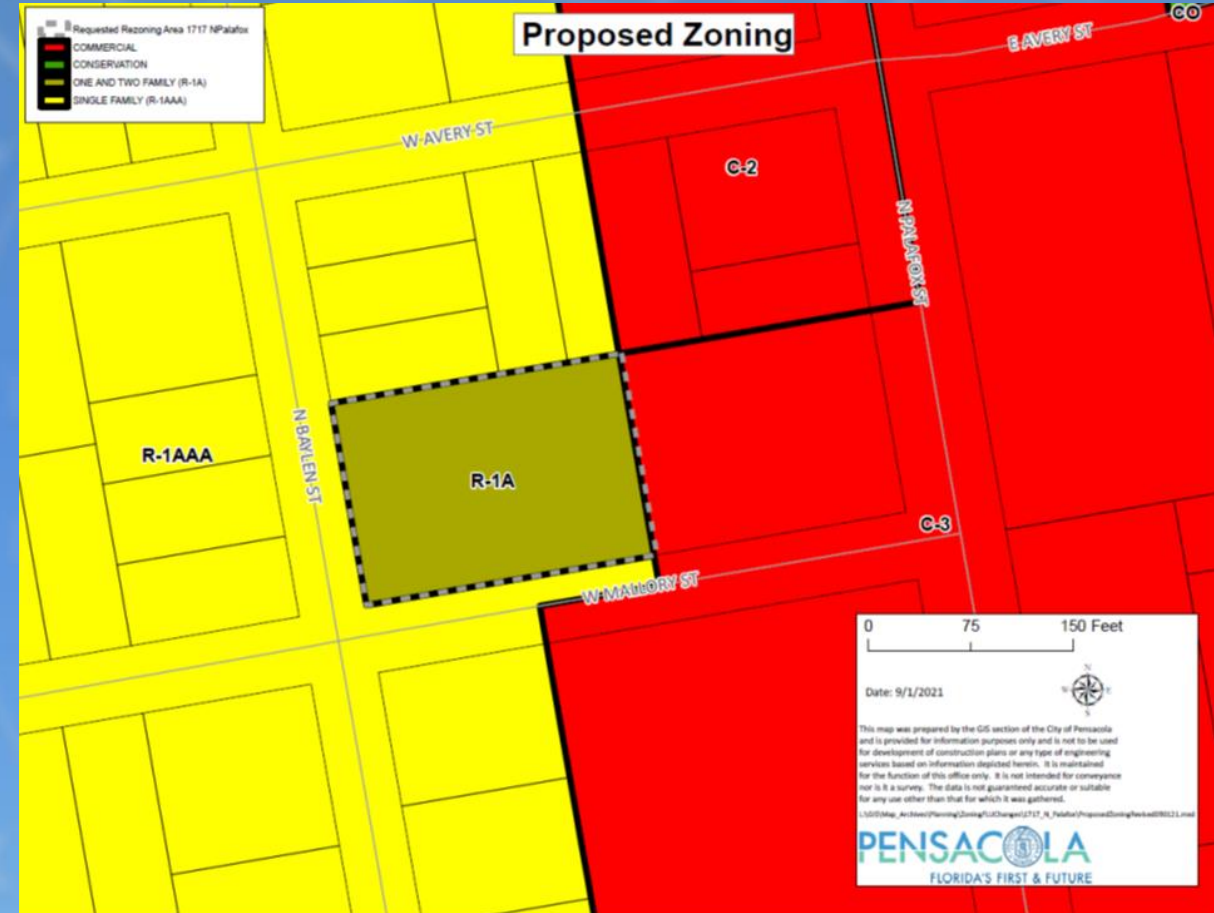 Proposed Zoning
Requested Rezoning Area 1717 NPalafox
COMMERCIAL
CONSERVATION
ONE AND TWO FAMILY (R-1A)
SINGLE FAMILY (R-1AAA)
CO
E AVERY ST
W AVERY ST
C-2
N PALAFOX ST
R-1AAA
N BAYLEN ST
R-1A
C-3
W MALLORY ST
0 75 150 Feet
Date: 9/1/2021
N
W E
S
This map was prepared by the GIS section of the City of Pensacola
and is provided for information purposes only and is not to be used
for development of construction plans or any type of engineering
services based on information depicted herein. It is maintained
for the function of this office only. It is not intended for conveyance
nor is it a survey. The data is not guaranteed accurate or suitable
for any use other than that for which it was gathered.
PENSACOLA
FLORIDA'S FIRST & FUTURE